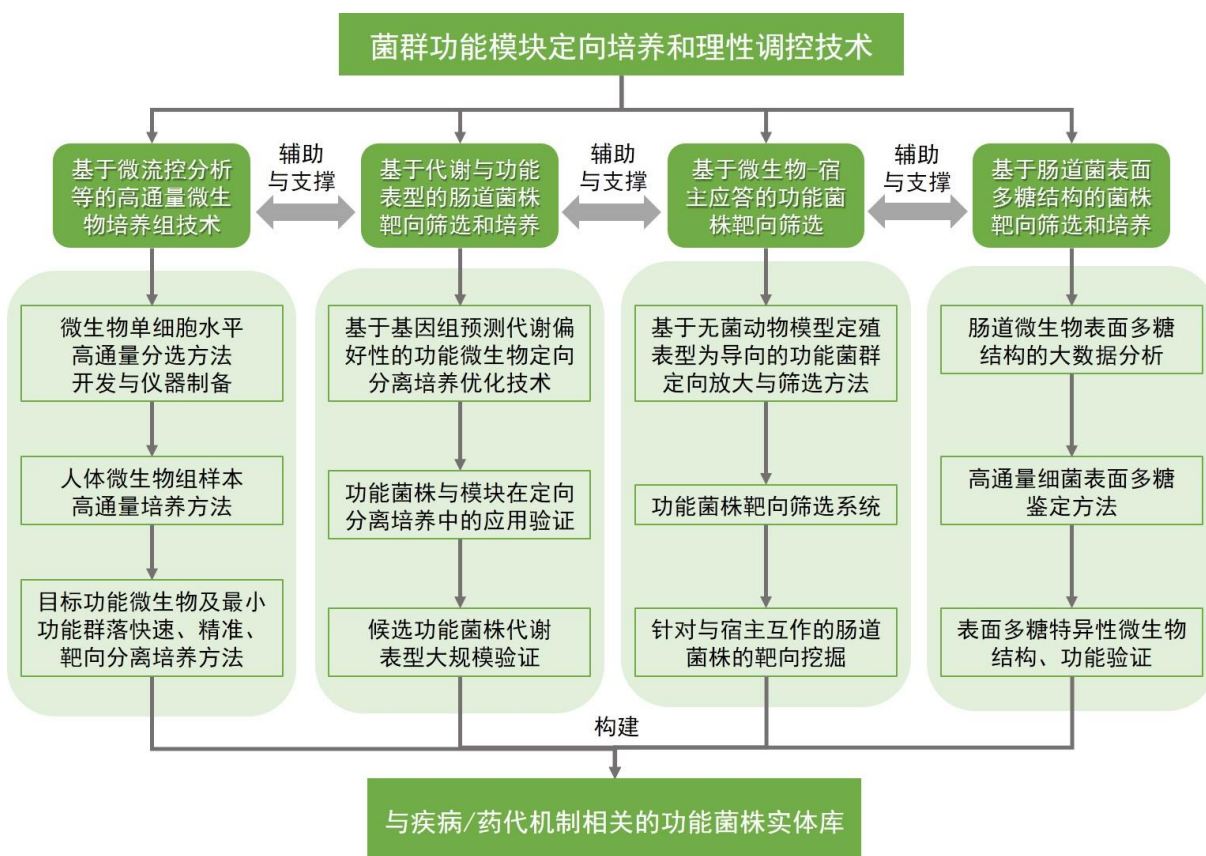 菌群功能模块定向培养和理性调控技术
基于微流控分析
等的高通量微生
物培养组技术
辅助
与支撑
基于代谢与功能
表型的肠道菌株
靶向筛选和培养
辅助
与支撑
基于微生物-宿
主应答的功能菌
株靶向筛选
辅助
与支撑
基于肠道菌表面
多糖结构的菌株
靶向筛选和培养
微生物单细胞水平
高通量分选方法
开发与仪器制备
人体微生物组样本
高通量培养方法
目标功能微生物及最小
功能群落快速、精准、
靶向分离培养方法
基于基因组预测代谢偏
好性的功能微生物定向
分离培养优化技术
功能菌株与模块在定向
分离培养中的应用验证
候选功能菌株代谢
表型大规模验证
基于无菌动物模型定殖
表型为导向的功能菌群
定向放大与筛选方法
功能菌株靶向筛选系统
针对与宿主互作的肠道
菌株的靶向挖掘
肠道微生物表面多糖
结构的大数据分析
高通量细菌表面多糖
鉴定方法
表面多糖特异性微生物
结构、功能验证
构建
与疾病/药代机制相关的功能菌株实体库